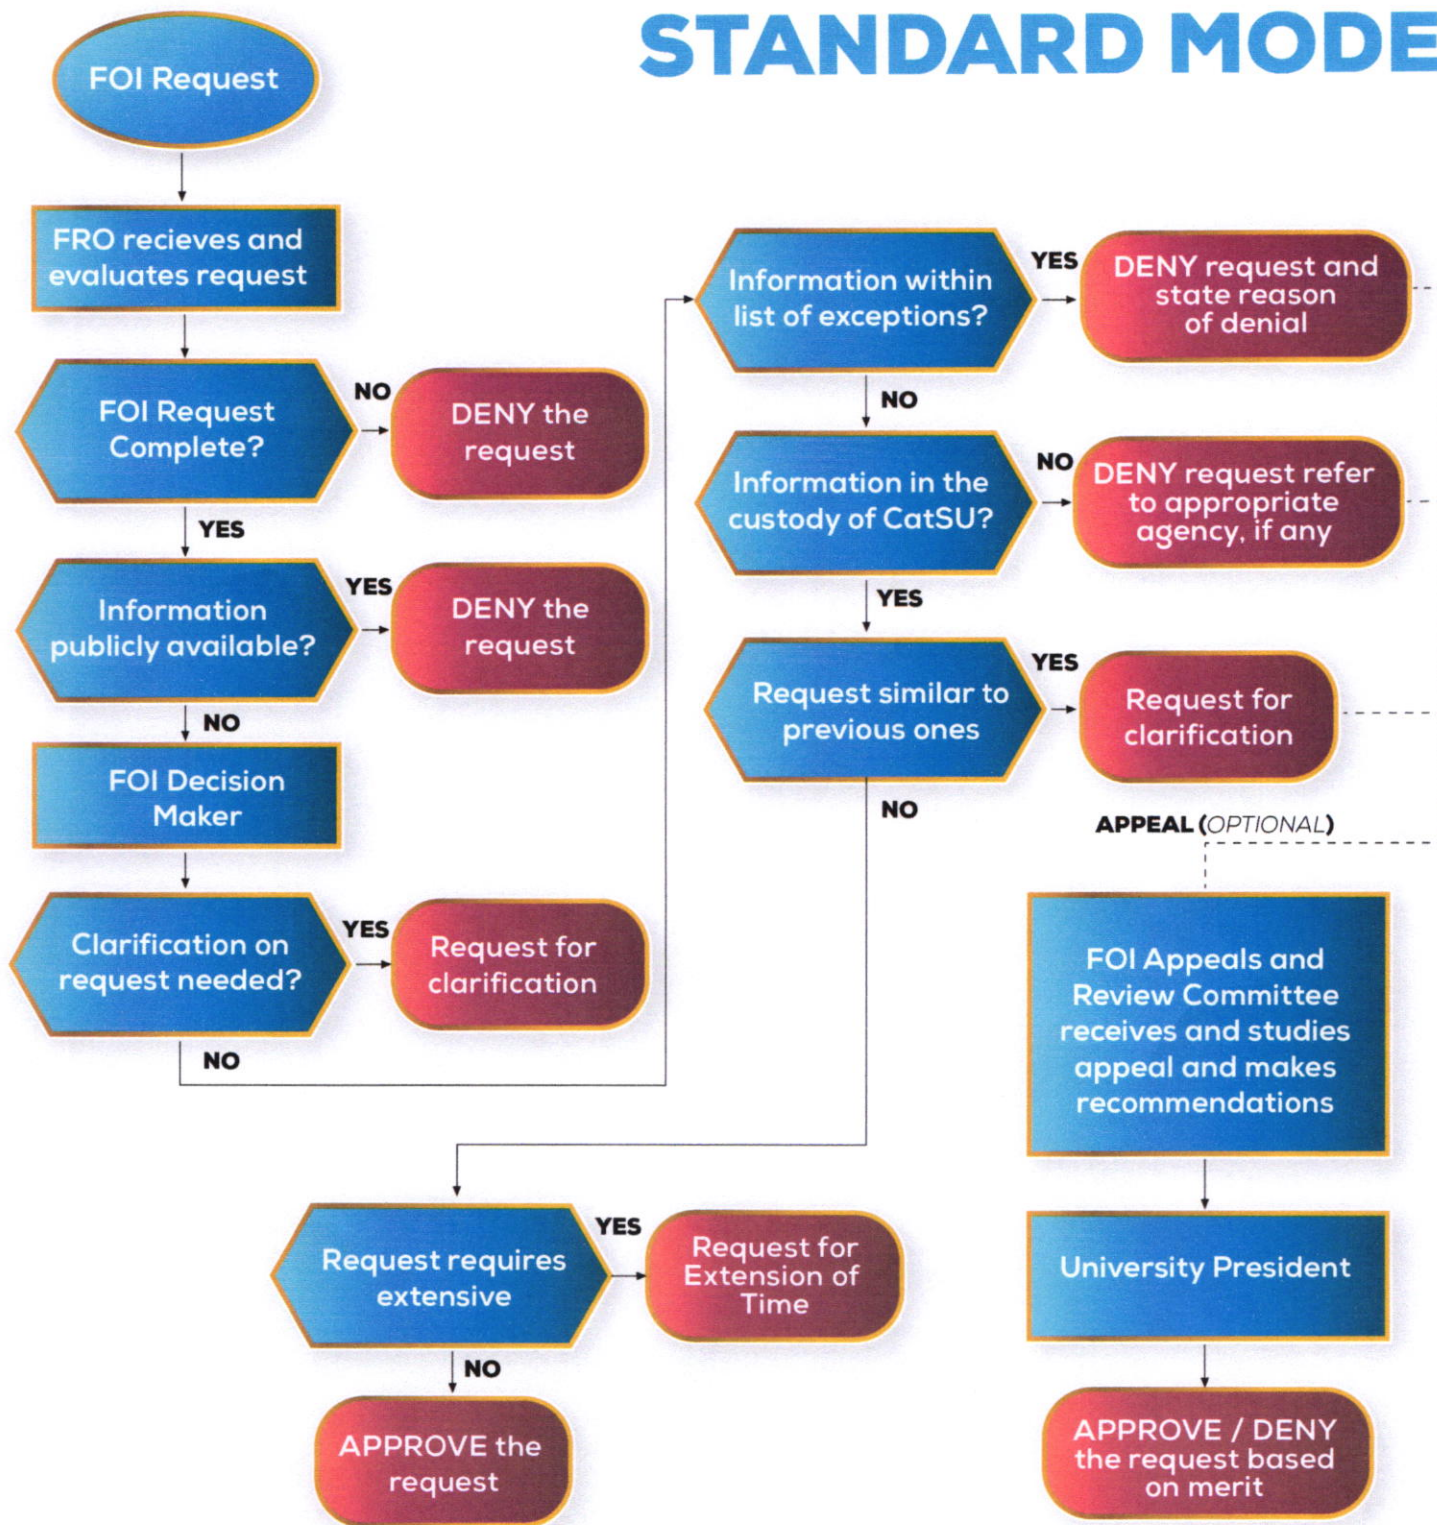 STANDARD MODE
FOI Request
FRO recieves and
evaluates request
FOI Request
Complete?
NO
DENY the
request
YES
Information
publicly available?
YES
DENY the
request
NO
FOI Decision
Maker
Clarification on
request needed?
YES
Request for
clarification
NO
Information within
list of exceptions?
YES
DENY request and
state reason
of denial
NO
Information in the
custody of CatSU?
NO
DENY request refer
to appropriate
agency, if any
YES
Request similar to
previous ones
YES
Request for
clarification
NO
APPEAL (OPTIONAL)
FOI Appeals and
Review Committee
receives and studies
appeal and makes
recommendations
University President
APPROVE / DENY
the request based
on merit
Request requires
extensive
YES
Request for
Extension of
Time
NO
APPROVE the
request